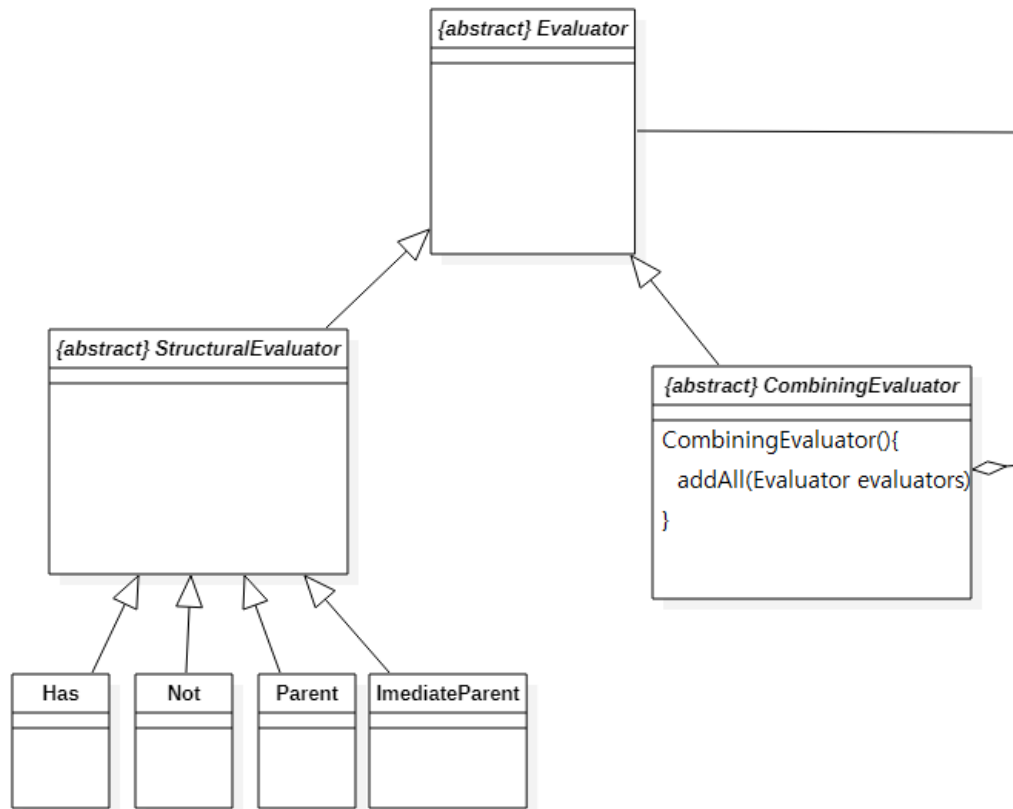 {abstract} Evaluator
{abstract} StructuralEvaluator
{abstract} CombiningEvaluator
CombiningEvaluator(){
addAll(Evaluator evaluators)
}
Has
Not
Parent
ImediateParent